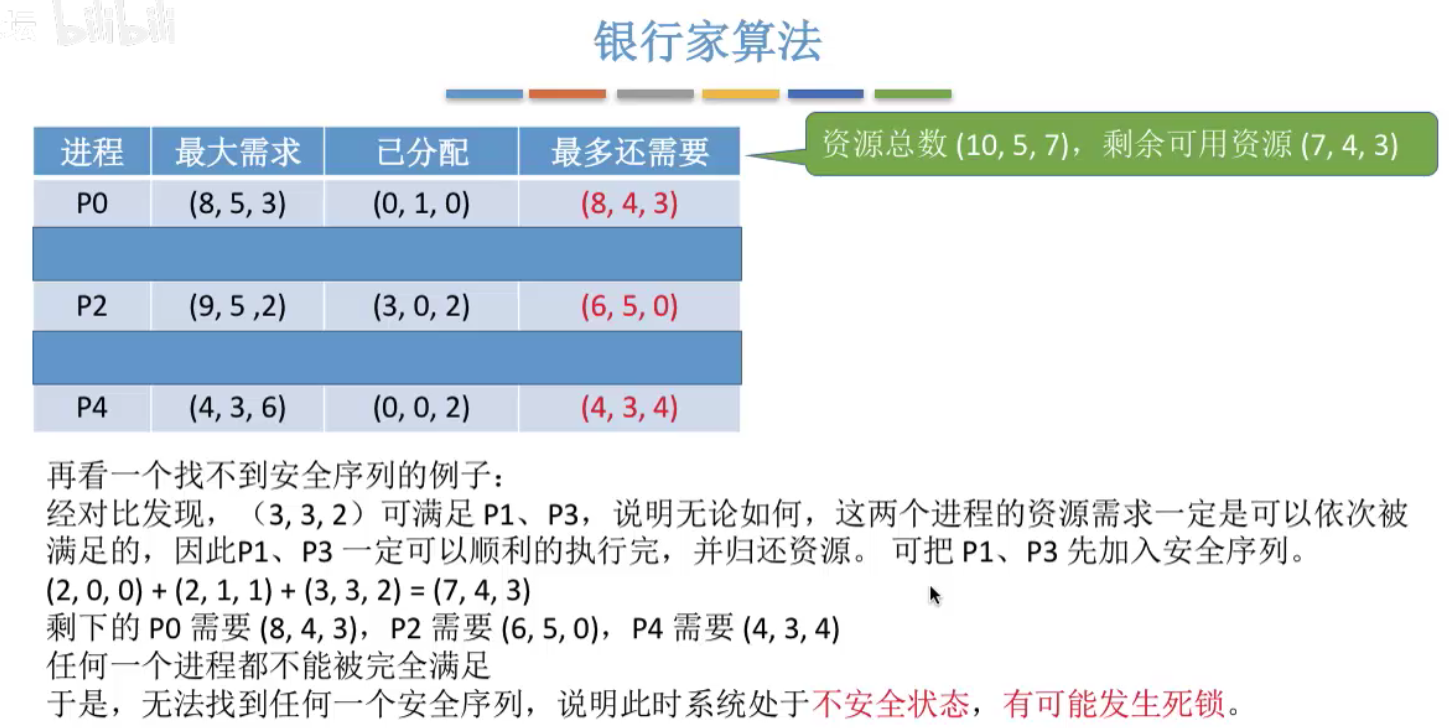 坛 bilibili
银行家算法
资源总数 (10, 5, 7)，剩余可用资源 (7, 4, 3)
进程 最大需求 已分配 最多还需要
P0 (8, 5, 3) (0, 1, 0) (8, 4, 3)
P2 (9, 5 ,2) (3, 0, 2) (6, 5, 0)
P4 (4, 3, 6) (0, 0, 2) (4, 3, 4)
再看一个找不到安全序列的例子：
经对比发现，（3, 3, 2）可满足 P1、P3，说明无论如何，这两个进程的资源需求一定是可以依次被
满足的，因此P1、P3 一定可以顺利的执行完，并归还资源。 可把 P1、P3 先加入安全序列。
(2, 0, 0) + (2, 1, 1) + (3, 3, 2) = (7, 4, 3)
剩下的 P0 需要 (8, 4, 3)，P2 需要 (6, 5, 0)，P4 需要 (4, 3, 4)
任何一个进程都不能被完全满足
于是，无法找到任何一个安全序列，说明此时系统处于不安全状态，有可能发生死锁。